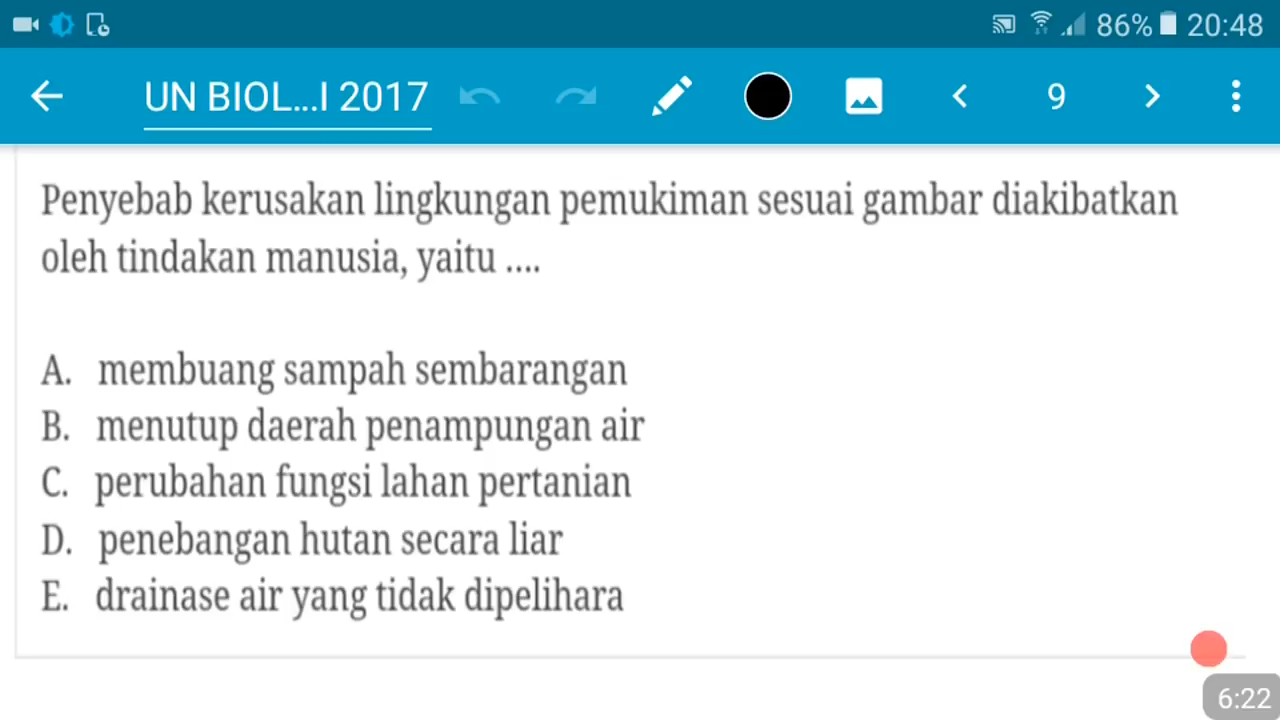 86% 20:48
UN BIOL...I 2017 9
Penyebab kerusakan lingkungan pemukiman sesuai gambar diakibatkan
oleh tindakan manusia, yaitu ....
A. membuang sampah sembarangan
B. menutup daerah penampungan air
C. perubahan fungsi lahan pertanian
D. penebangan hutan secara liar
E. drainase air yang tidak dipelihara
6:22